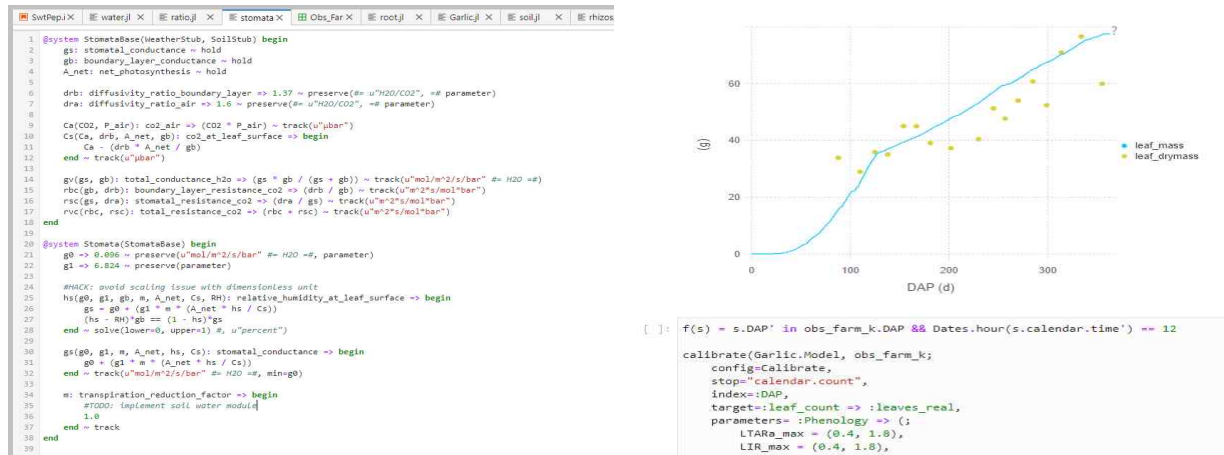 SwtPep.i × water.jl × ratio.jl × stomata × Obs_Far × root.jl × Garlic.jl × soil.jl × rhizos
1 @system StomataBase(WeatherStub, SoilStub) begin
2 gs: stomatal_conductance ~ hold
3 gb: boundary_layer_conductance ~ hold
4 A_net: net_photosynthesis ~ hold
5
6 drb: diffusivity_ratio_boundary_layer => 1.37 ~ preserve(#= u"H2O/CO2", =# parameter)
7 dra: diffusivity_ratio_air => 1.6 ~ preserve(#= u"H2O/CO2", =# parameter)
8
9 Ca(CO2, P_air): co2_air => (CO2 * P_air) ~ track(u"μbar")
10 Cs(Ca, drb, A_net, gb): co2_at_leaf_surface => begin
11 Ca - (drb * A_net / gb)
12 end ~ track(u"μbar")
13
14 gv(gs, gb): total_conductance_h2o => (gs * gb / (gs + gb)) ~ track(u"mol/m^2/s/bar" #= H2O =#)
15 rbc(gb, drb): boundary_layer_resistance_co2 => (drb / gb) ~ track(u"m^2*s/mol*bar")
16 rsc(gs, dra): stomatal_resistance_co2 => (dra / gs) ~ track(u"m^2*s/mol*bar")
17 rvc(rbc, rsc): total_resistance_co2 => (rbc + rsc) ~ track(u"m^2*s/mol*bar")
18 end
19
20 @system Stomata(StomataBase) begin
21 g0 => 0.096 ~ preserve(u"mol/m^2/s/bar" #= H2O =#, parameter)
22 g1 => 6.824 ~ preserve(parameter)
23
24 #HACK: avoid scaling issue with dimensionless unit
25 hs(g0, g1, gb, m, A_net, Cs, RH): relative_humidity_at_leaf_surface => begin
26 gs = g0 + (g1 * m * (A_net * hs / Cs))
27 (hs - RH)*gb == (1 - hs)*gs
28 end ~ solve(lower=0, upper=1) #, u"percent")
29
30 gs(g0, g1, m, A_net, hs, Cs): stomatal_conductance => begin
31 g0 + (g1 * m * (A_net * hs / Cs))
32 end ~ track(u"mol/m^2/s/bar" #= H2O =#, min=g0)
33
34 m: transpiration_reduction_factor => begin
35 #TODO: implement soil water module
36 1.0
37 end ~ track
38 end
39
?
60
40
20
0
(g)
0 100 200 300
DAP (d)
leaf_mass
leaf_drymass
[ ]: f(s) = s.DAP' in obs_farm_k.DAP && Dates.hour(s.calendar.time') == 12
calibrate(Garlic.Model, obs_farm_k;
config=Calibrate,
stop="calendar.count",
index=:DAP,
target=:leaf_count => :leaves_real,
parameters= :Phenology => (;
LTARa_max = (0.4, 1.8),
LIR_max = (0.4, 1.8),